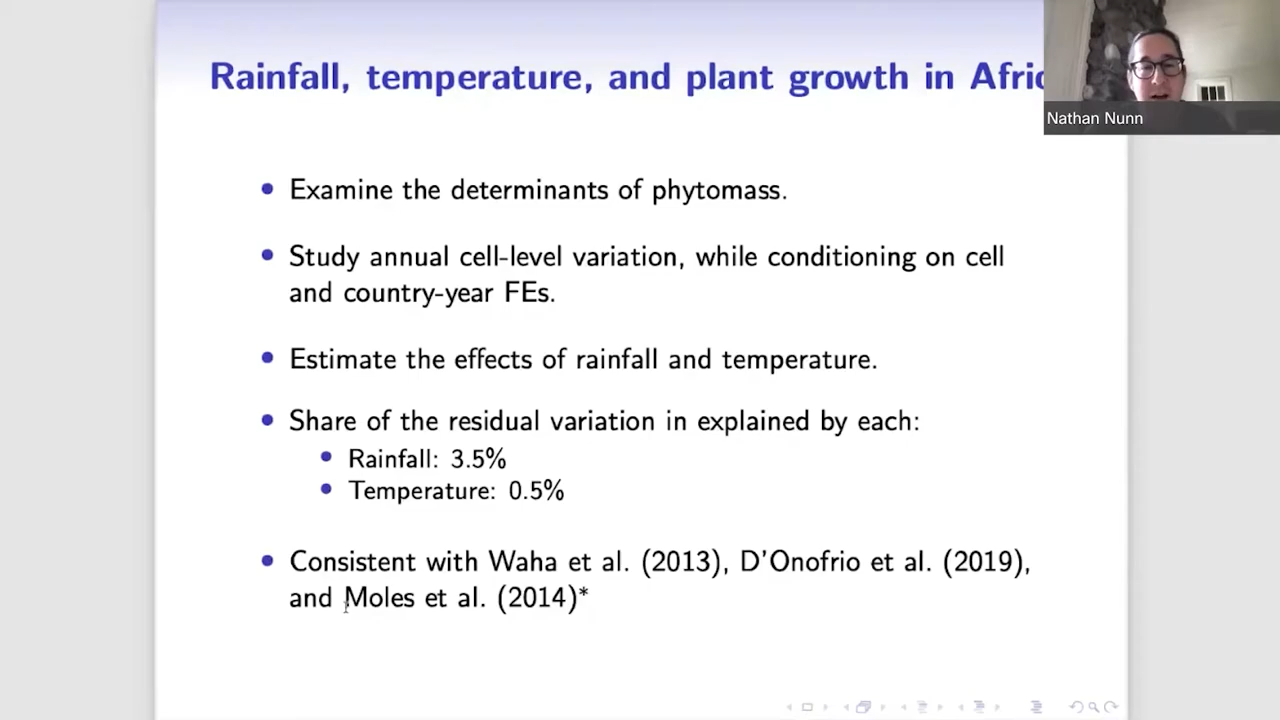 Rainfall, temperature, and plant growth in Afric
Nathan Nunn
• Examine the determinants of phytomass.
• Study annual cell-level variation, while conditioning on cell
and country-year FEs.
• Estimate the effects of rainfall and temperature.
• Share of the residual variation in explained by each:
• Rainfall: 3.5%
• Temperature: 0.5%
• Consistent with Waha et al. (2013), D'Onofrio et al. (2019),
and Moles et al. (2014)*